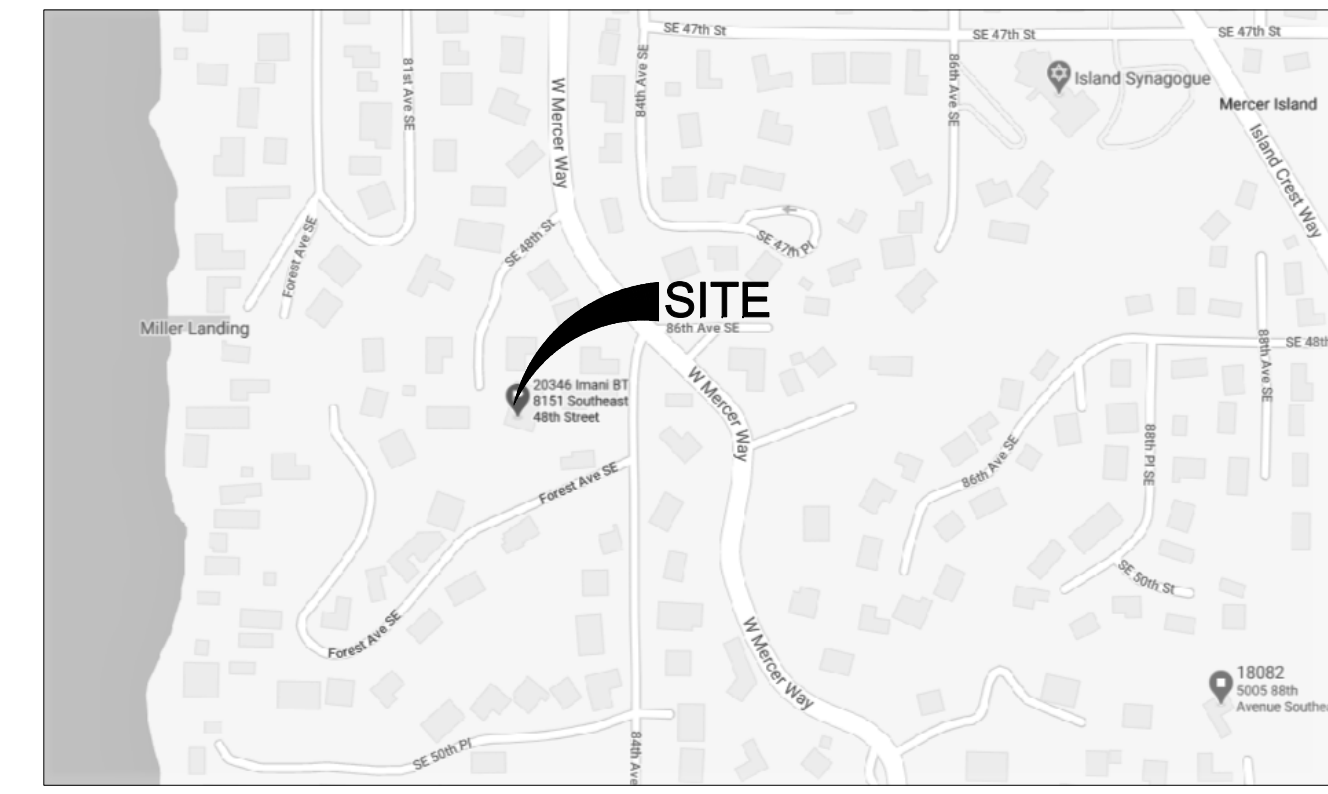 SE 47th St
SE 47th St
SE 47th St
81st Ave SE
W Mercer Way
84th Ave SE
86th Ave SE
Island Synagogue
Mercer Island
Island Crest Way
Forest Ave SE
SE 48th St
SE 47th Pl
SITE
Miller Landing
86th Ave SE
88th Ave SE
SE 48th
20346 Imani BT
8151 Southeast
48th Street
W Mercer Way
86th Ave SE
88th Pl SE
Forest Ave SE
SE 50th St
Forest Ave SE
W Mercer Way
18082
5005 88th
Avenue Southea
SE 50th Pl
84th Ave